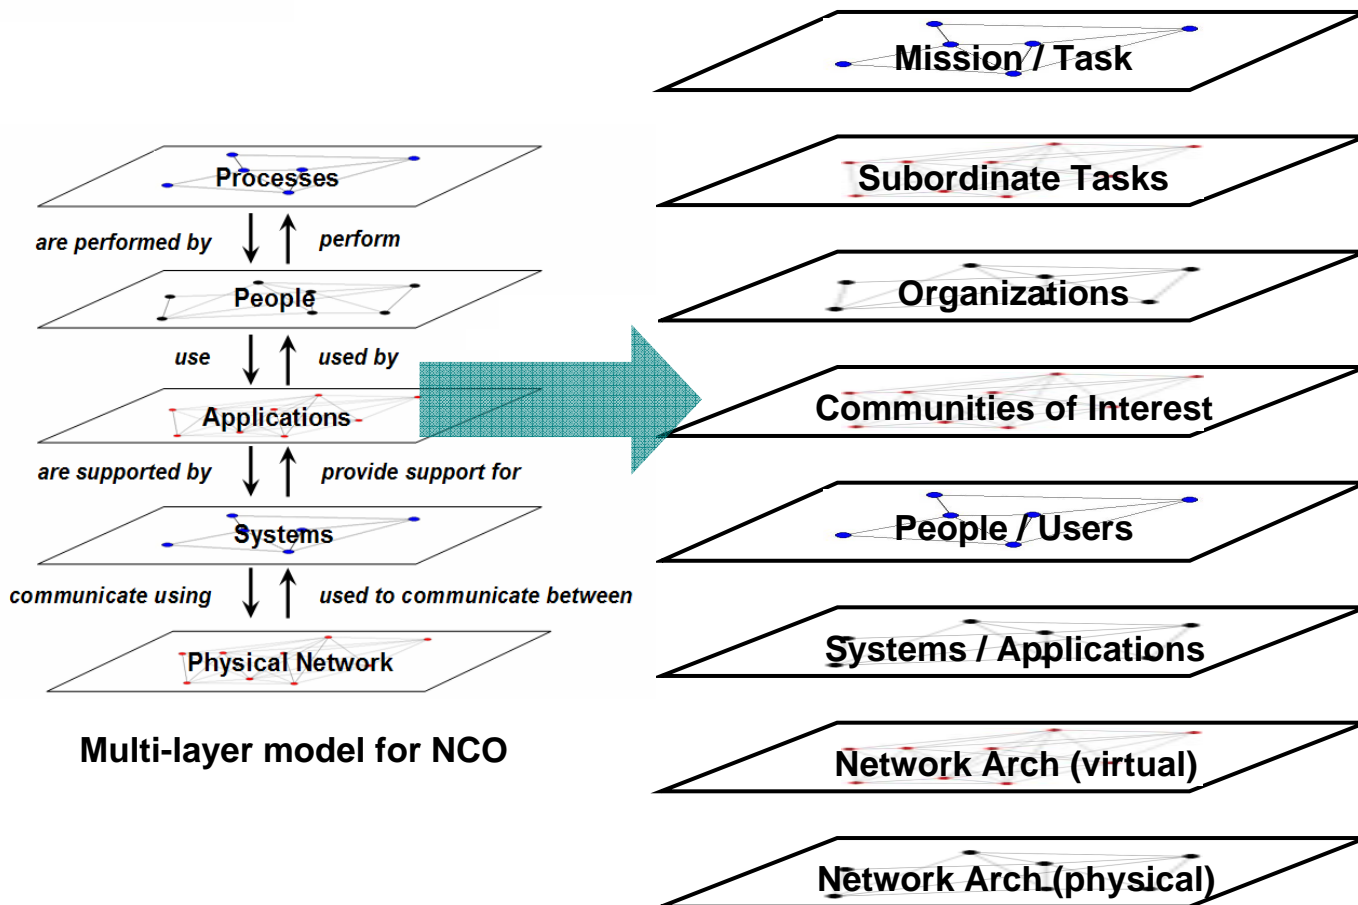 Processes
are performed by
perform
People
use
used by
Applications
are supported by
provide support for
Systems
communicate using
used to communicate between
Physical Network
Multi-layer model for NCO
Mission / Task
Subordinate Tasks
Organizations
Communities of Interest
People / Users
Systems / Applications
Network Arch (virtual)
Network Arch (physical)